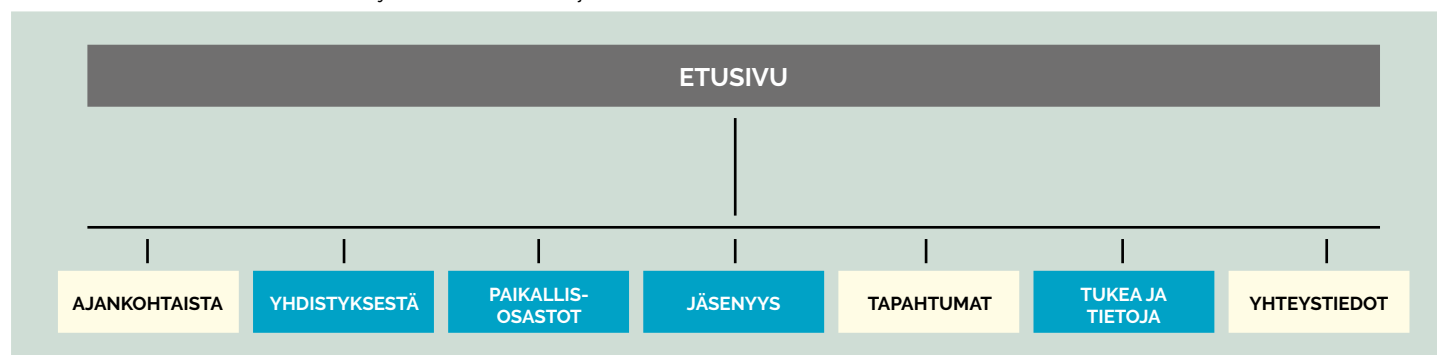 ETUSIVU
AJANKOHTAISTA
YHDISTYKSESTÄ
PAIKALLIS-
OSASTOT
JÄSENYYS
TAPAHTUMAT
TUKEA JA
TIETOJA
YHTEYSTIEDOT